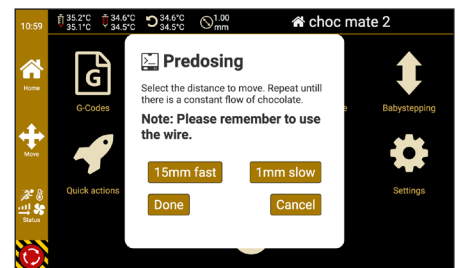 10:59
35.2°C
35.1°C
34.6°C
34.5°C
34.6°C
34.5°C
1.00
mm
choc mate 2
Home
Move
Status
G
G-Codes
Quick actions
Babystepping
Settings
Predosing
Select the distance to move. Repeat untill
there is a constant flow of chocolate.
Note: Please remember to use
the wire.
15mm fast
1mm slow
Done
Cancel